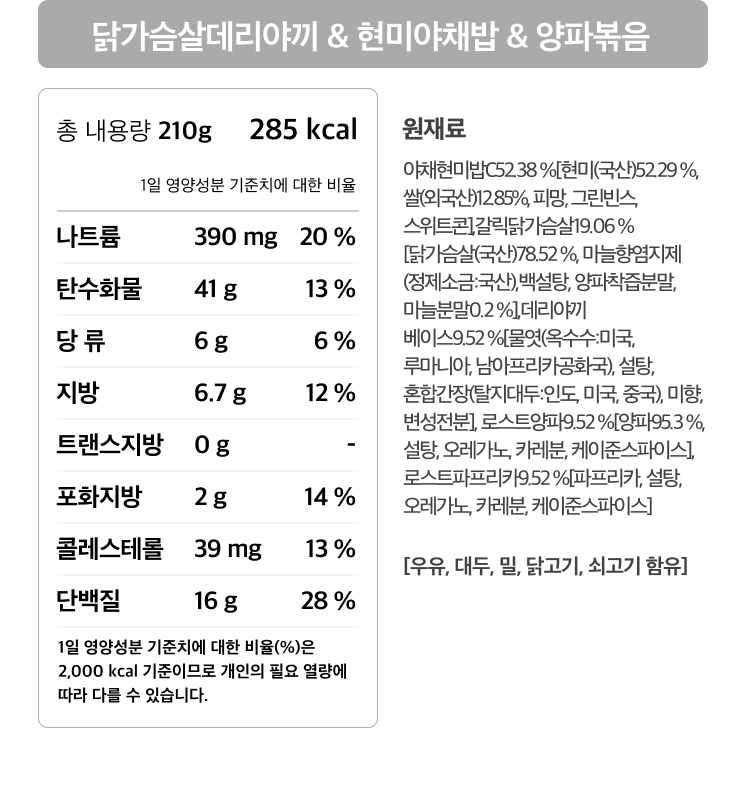 닭가슴살데리야끼 & 현미야채밥 & 양파볶음
총 내용량 210g 285 kcal
1일 영양성분 기준치에 대한 비율
나트륨 390 mg 20 %
탄수화물 41 g 13 %
당 류 6 g 6 %
지방 6.7 g 12 %
트랜스지방 0 g -
포화지방 2 g 14 %
콜레스테롤 39 mg 13 %
단백질 16 g 28 %
1일 영양성분 기준치에 대한 비율(%)은
2,000 kcal 기준이므로 개인의 필요 열량에
따라 다를 수 있습니다.
원재료
야채현미밥C52.38 %[현미(국산)52.29 %,
쌀(외국산)12.85%, 피망, 그린빈스,
스위트콘],갈릭닭가슴살19.06 %
[닭가슴살(국산)78.52 %, 마늘향염지제
(정제소금:국산),백설탕, 양파착즙분말,
마늘분말0.2 %],데리야끼
베이스9.52 %[물엿(옥수수:미국,
루마니아, 남아프리카공화국), 설탕,
혼합간장(탈지대두:인도, 미국, 중국), 미향,
변성전분], 로스트양파9.52 %[양파95.3 %,
설탕, 오레가노, 카레분, 케이준스파이스],
로스트파프리카9.52 %[파프리카, 설탕,
오레가노, 카레분, 케이준스파이스]
[우유, 대두, 밀, 닭고기, 쇠고기 함유]